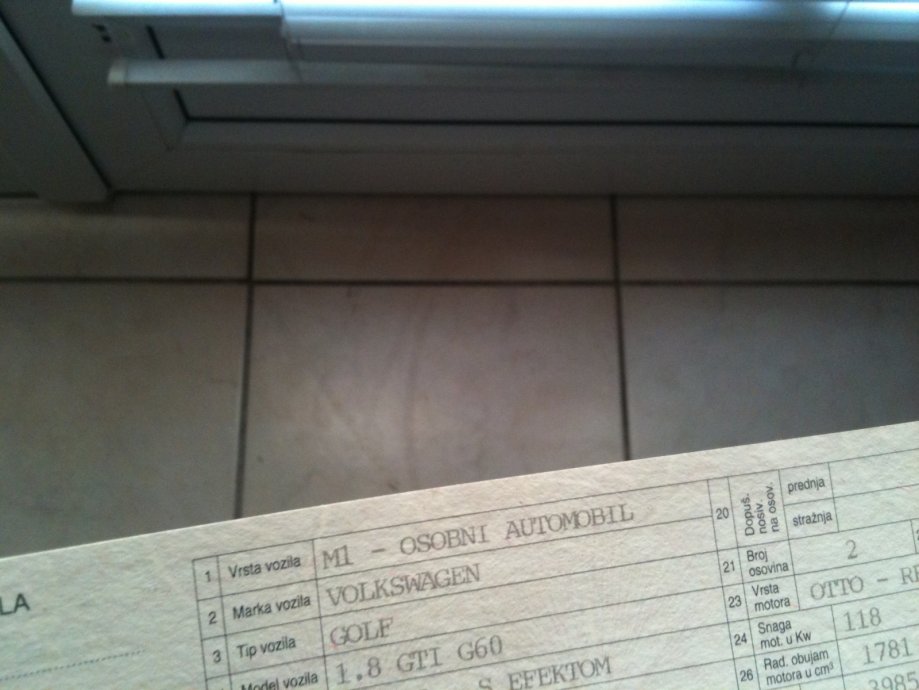 LA
1 Vrsta vozila M1 - OSOBNI AUTOMOBIL
2 Marka vozila VOLKSWAGEN
3 Tip vozila GOLF
Model vozila 1.8 GTI G60
S EFEKTOM
20 Dopuš. nosiv. na osov. prednja
stražnja
21 Broj osovina 2
23 Vrsta motora OTTO - RE
24 Snaga mot. u Kw 118
26 Rad. obujam motora u cm³ 1781
3985